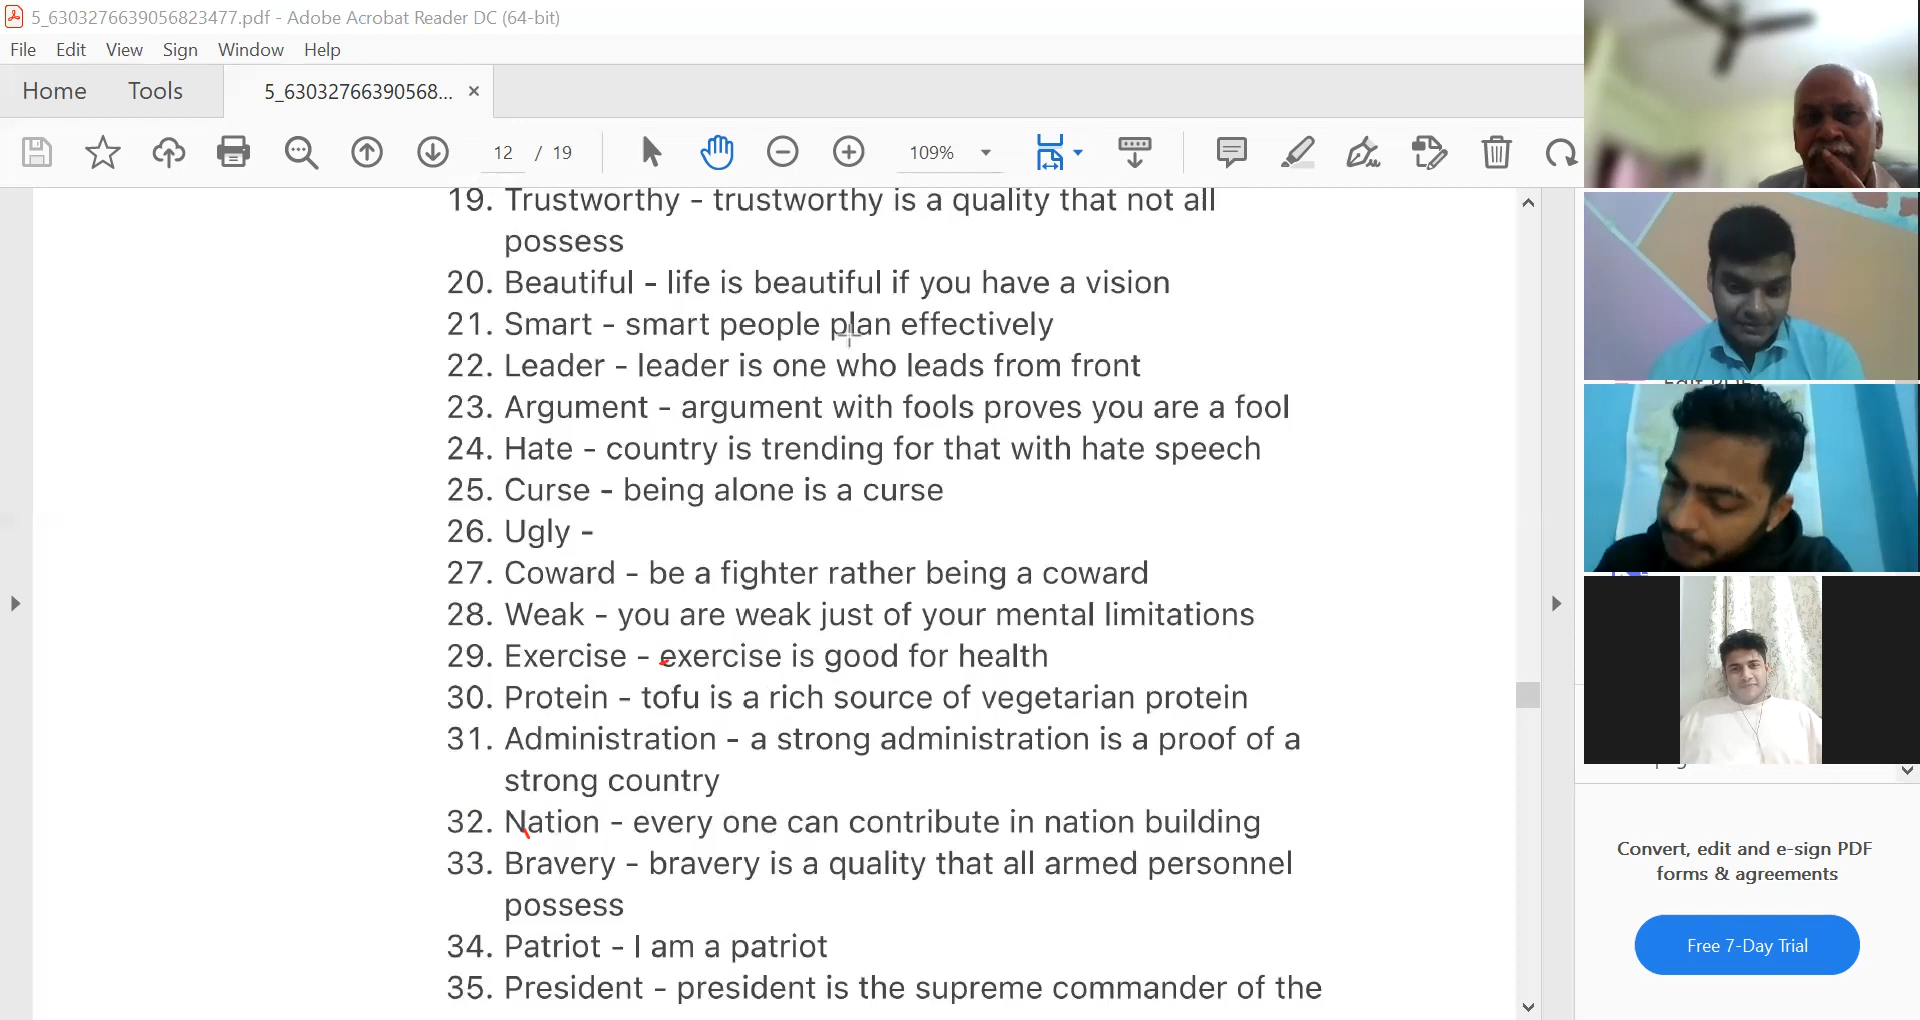 5_6303276639056823477.pdf - Adobe Acrobat Reader DC (64-bit)
File Edit View Sign Window Help
Home Tools 5_63032766390568... ×
12 / 19 109%
19. Trustworthy - trustworthy is a quality that not all
possess
20. Beautiful - life is beautiful if you have a vision
21. Smart - smart people plan effectively
22. Leader - leader is one who leads from front
23. Argument - argument with fools proves you are a fool
24. Hate - country is trending for that with hate speech
25. Curse - being alone is a curse
26. Ugly -
27. Coward - be a fighter rather being a coward
28. Weak - you are weak just of your mental limitations
29. Exercise - exercise is good for health
30. Protein - tofu is a rich source of vegetarian protein
31. Administration - a strong administration is a proof of a
strong country
32. Nation - every one can contribute in nation building
33. Bravery - bravery is a quality that all armed personnel
possess
34. Patriot - I am a patriot
35. President - president is the supreme commander of the
Convert, edit and e-sign PDF
forms & agreements
Free 7-Day Trial